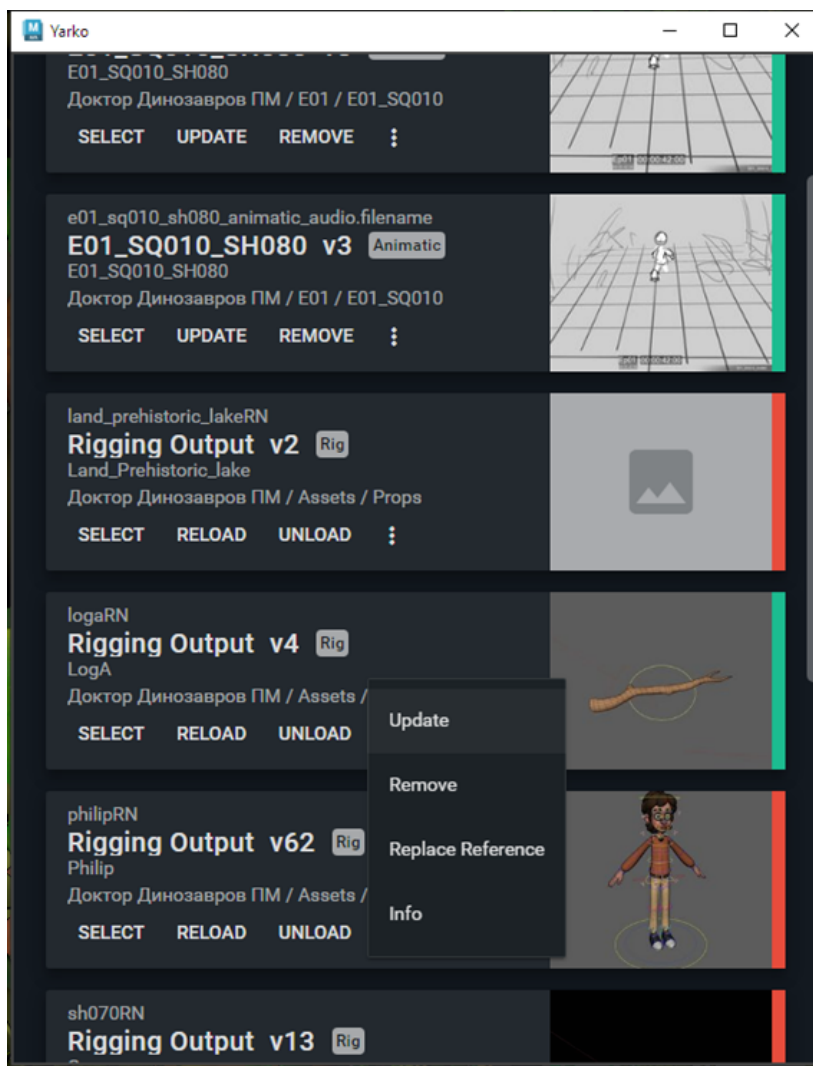 Yarko
E01_SQ010_SH080
Доктор Динозавров ПМ / E01 / E01_SQ010
SELECT UPDATE REMOVE
e01_sq010_sh080_animatic_audio.filename
E01_SQ010_SH080 v3 Animatic
E01_SQ010_SH080
Доктор Динозавров ПМ / E01 / E01_SQ010
SELECT UPDATE REMOVE
land_prehistoric_lakeRN
Rigging Output v2 Rig
Land_Prehistoric_lake
Доктор Динозавров ПМ / Assets / Props
SELECT RELOAD UNLOAD
logaRN
Rigging Output v4 Rig
LogA
Доктор Динозавров ПМ / Assets /
SELECT RELOAD UNLOAD
Update
Remove
Replace Reference
Info
philipRN
Rigging Output v62 Rig
Philip
Доктор Динозавров ПМ / Assets /
SELECT RELOAD UNLOAD
sh070RN
Rigging Output v13 Rig